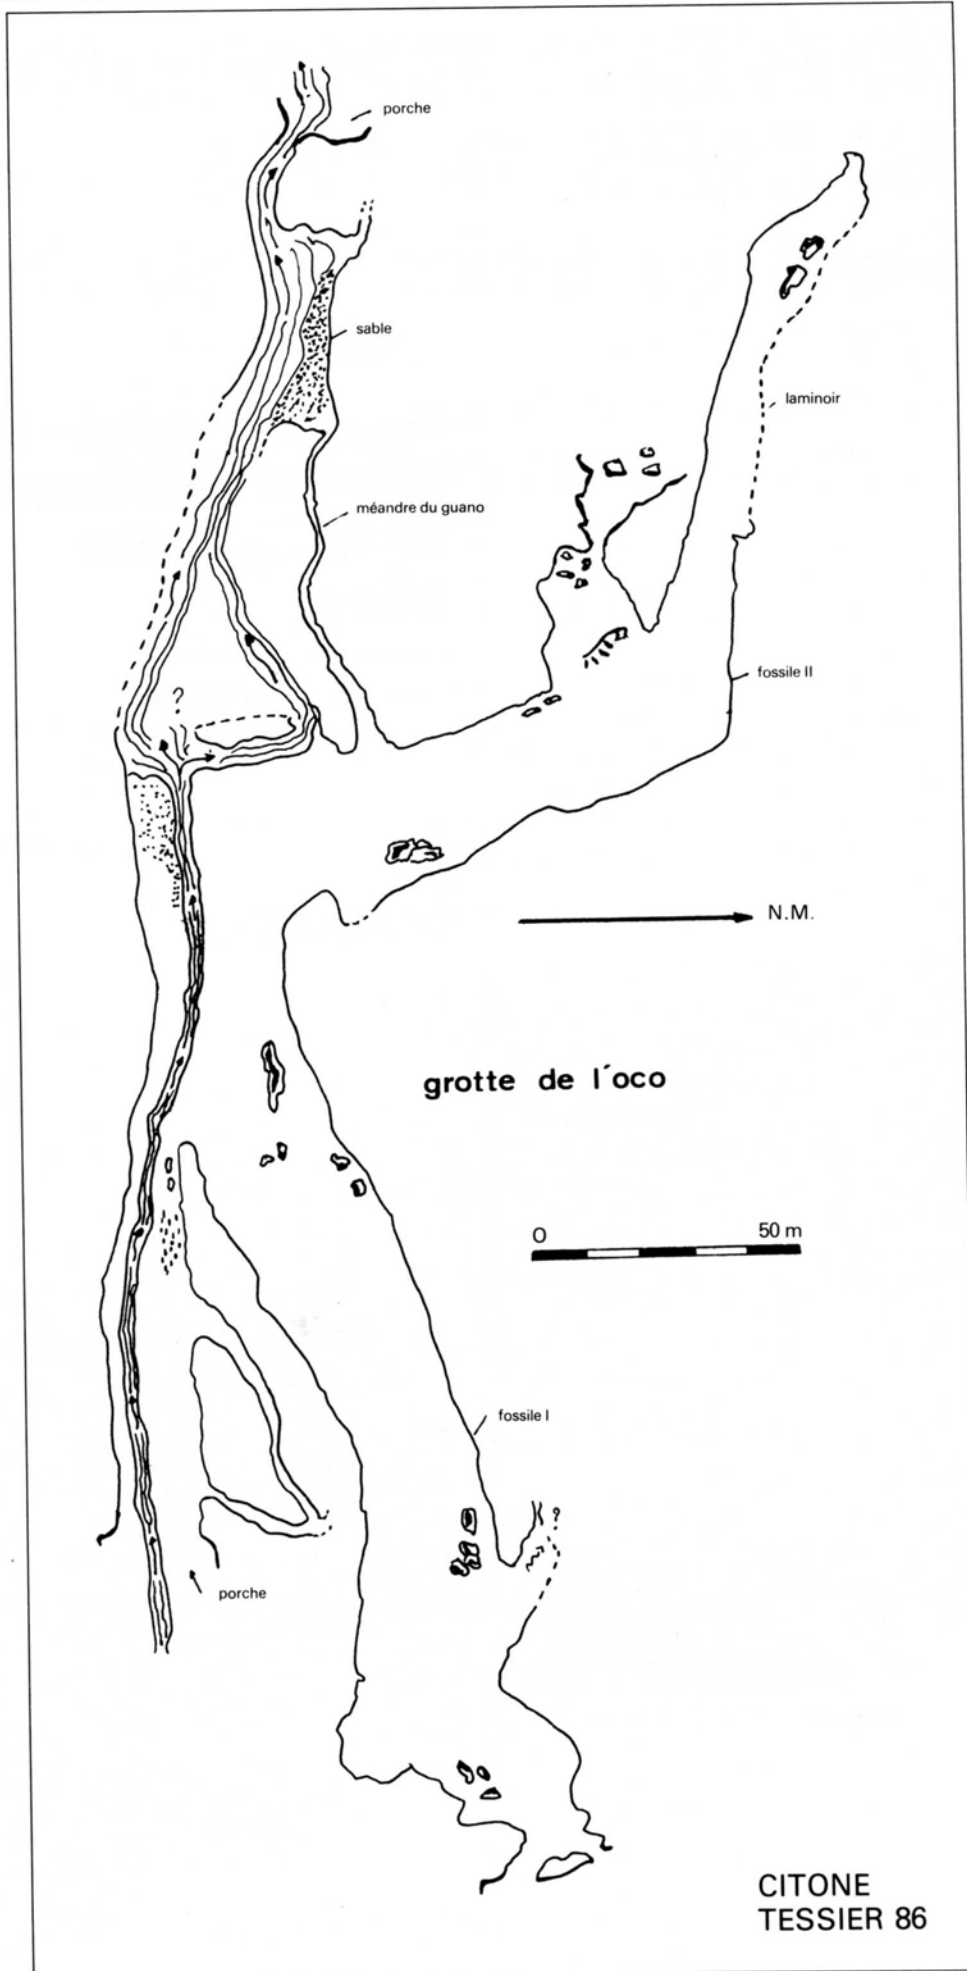 porche
sable
laminoir
méandre du guano
fossile II
?
N.M.
grotte de l'oco
0 50 m
fossile I
?
porche
CITONE
TESSIER 86